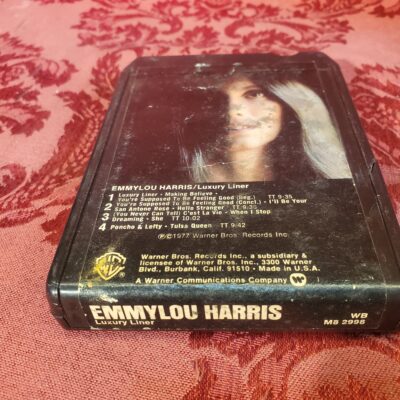 EMMYLOU HARRIS/Luxury Liner
1 Luxury Liner • Making Believe •
You're Supposed To Be Feeling Good (Beg.) TT 9:35
2 You're Supposed To Be Feeling Good (Concl.) • I'll Be Your
San Antone Rose • Hello Stranger TT
3 (You Never Can Tell) C'est La Vie • When I Stop
Dreaming • She TT 10:02
4 Poncho & Lefty • Tulsa Queen TT 9:42
℗©1977 Warner Bros. Records Inc.
Warner Bros. Records Inc., a subsidiary &
licensee of Warner Bros. Inc., 3300 Warner
Blvd., Burbank, Calif. 91510 • Made in U.S.A.
A Warner Communications Company
WB
EMMYLOU HARRIS
Luxury Liner
WB
M8 2998